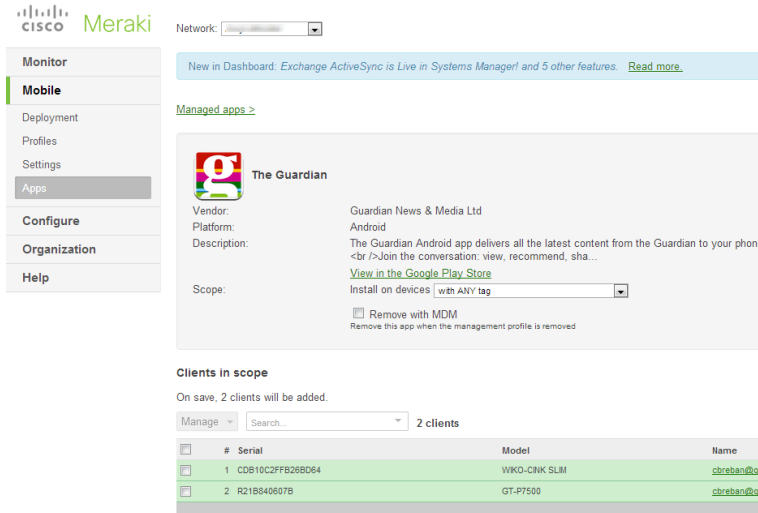 CISCO Meraki
Network:
Monitor
Mobile
Deployment
Profiles
Settings
Apps
Configure
Organization
Help
New in Dashboard: Exchange ActiveSync is Live in Systems Manager! and 5 other features. Read more.
Managed apps >
g
The Guardian
Vendor: Guardian News & Media Ltd
Platform: Android
Description: The Guardian Android app delivers all the latest content from the Guardian to your phon
<br />Join the conversation: view, recommend, sha...
View in the Google Play Store
Scope: Install on devices with ANY tag
Remove with MDM
Remove this app when the management profile is removed
Clients in scope
On save, 2 clients will be added.
Manage Search... 2 clients
# Serial Model Name
1 CDB10C2FFB26BD64 WIKO-CINK SLIM cbreban@g
2 R21B840607B GT-P7500 cbreban@g